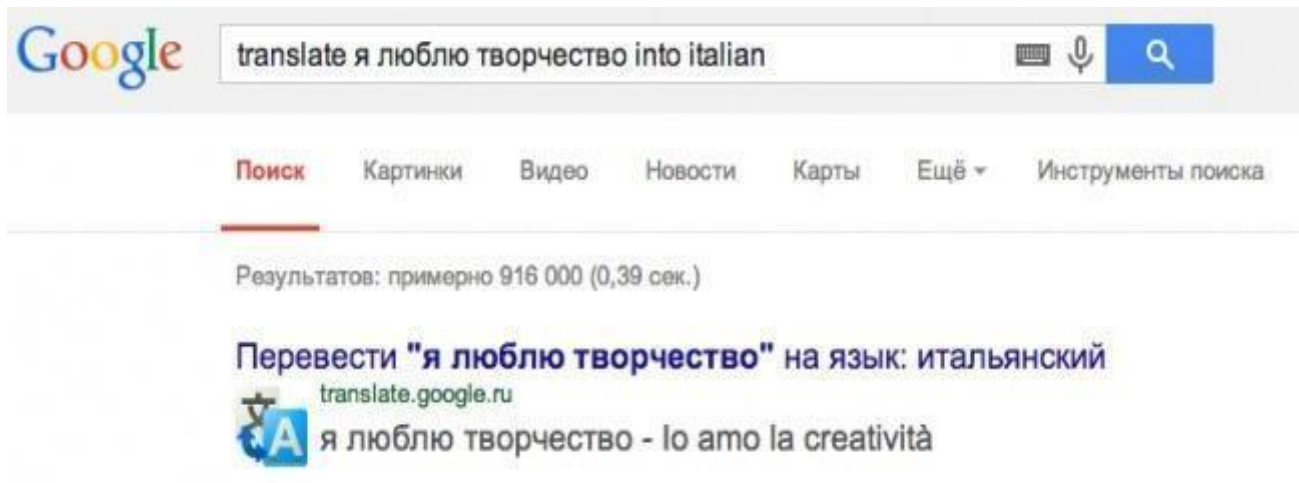 Google translate я люблю творчество into italian
Поиск Картинки Видео Новости Карты Ещё Инструменты поиска
Результатов: примерно 916 000 (0,39 сек.)
Перевести "я люблю творчество" на язык: итальянский
translate.google.ru
я люблю творчество - Io amo la creatività